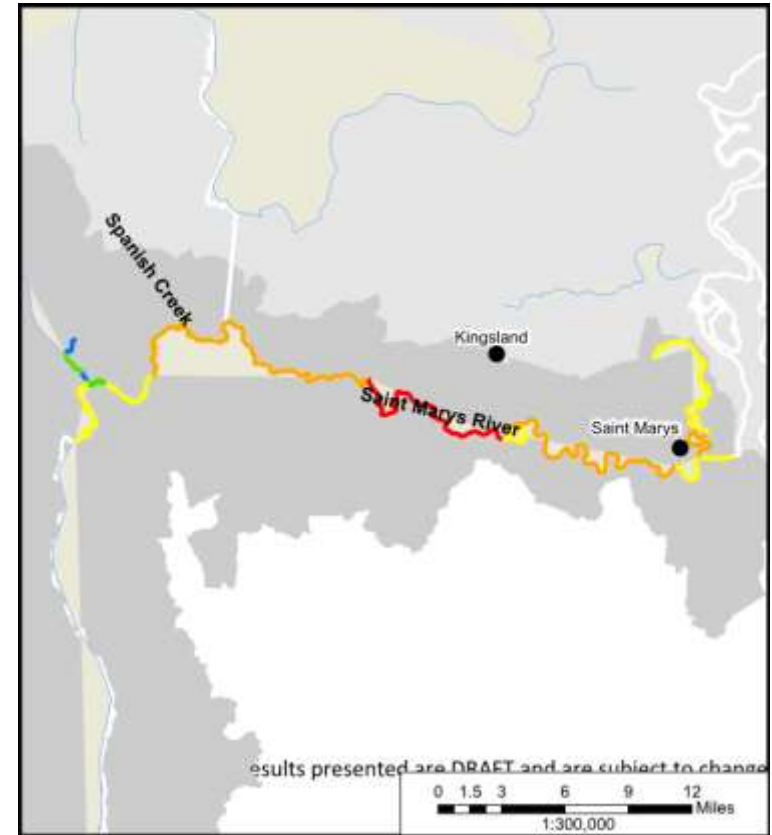 Spanish Creek
Kingsland
Saint Marys River
Saint Marys
esults presented are DRAFT and are subject to change
0 1.5 3 6 9 12
Miles
1:300,000